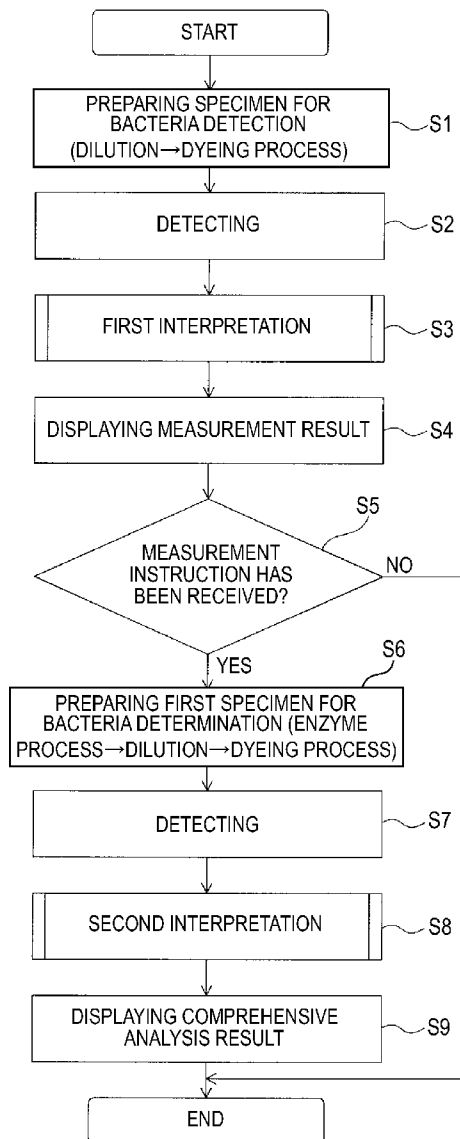 START
PREPARING SPECIMEN FOR
BACTERIA DETECTION
(DILUTION→DYEING PROCESS)
S1
DETECTING
S2
FIRST INTERPRETATION
S3
DISPLAYING MEASUREMENT RESULT
S4
S5
MEASUREMENT
INSTRUCTION HAS
BEEN RECEIVED?
NO
YES
S6
PREPARING FIRST SPECIMEN FOR
BACTERIA DETERMINATION (ENZYME
PROCESS→DILUTION→DYEING PROCESS)
DETECTING
S7
SECOND INTERPRETATION
S8
DISPLAYING COMPREHENSIVE
ANALYSIS RESULT
S9
END